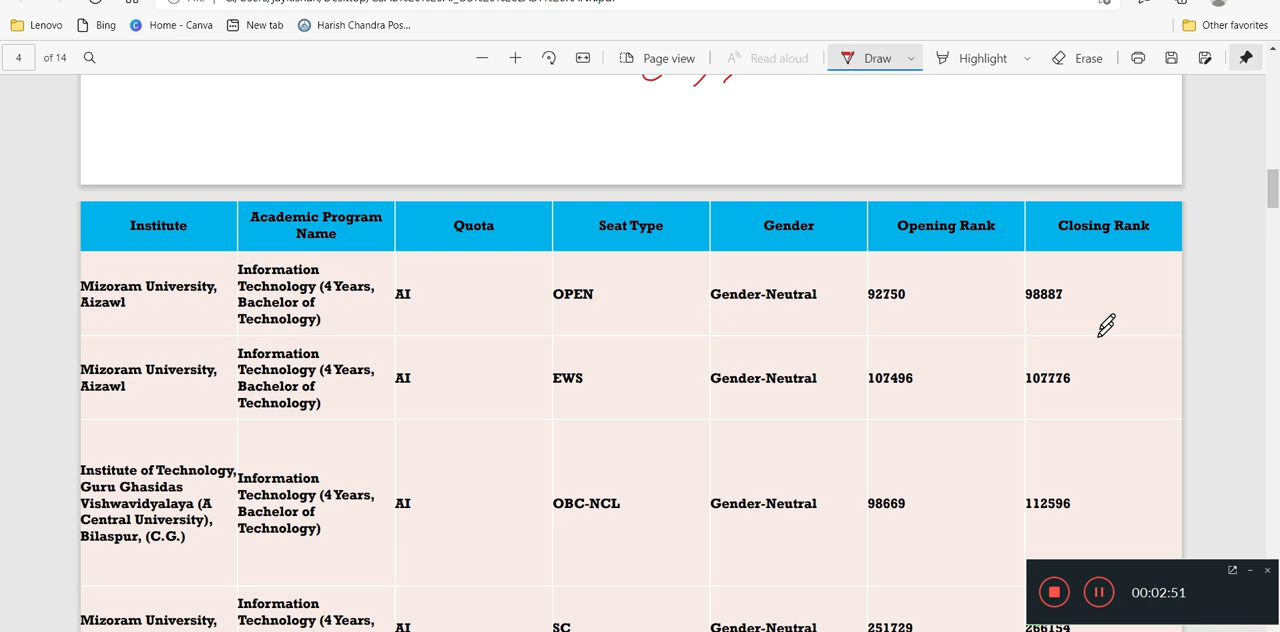 Lenovo Bing Home - Canva New tab Harish Chandra Pos... Other favorites
4 of 14 Page view Read aloud Draw Highlight Erase
Institute Academic Program Name Quota Seat Type Gender Opening Rank Closing Rank
Mizoram University, Aizawl Information Technology (4 Years, Bachelor of Technology) AI OPEN Gender-Neutral 92750 98887
Mizoram University, Aizawl Information Technology (4 Years, Bachelor of Technology) AI EWS Gender-Neutral 107496 107776
Institute of Technology, Guru Ghasidas Vishwavidyalaya (A Central University), Bilaspur, (C.G.) Information Technology (4 Years, Bachelor of Technology) AI OBC-NCL Gender-Neutral 98669 112596
Mizoram University, Information Technology (4 Years, AI SC Gender-Neutral 251729 266154
00:02:51